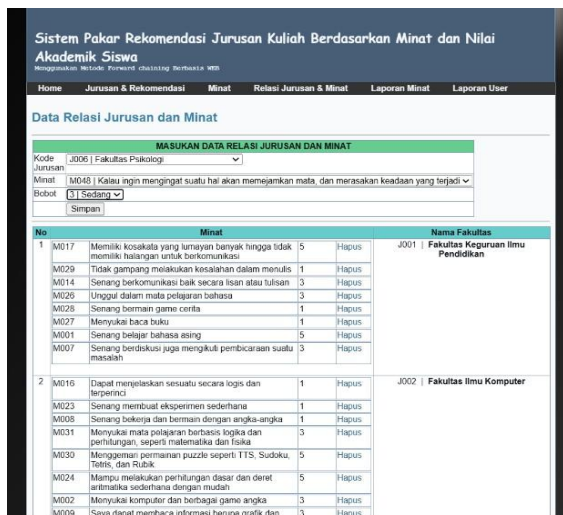 Sistem Pakar Rekomendasi Jurusan Kuliah Berdasarkan Minat dan Nilai
Akademik Siswa
Menggunakan Metode Forward chaining Berbasis WEB
Home Jurusan & Rekomendasi Minat Relasi Jurusan & Minat Laporan Minat Laporan User
Data Relasi Jurusan dan Minat
MASUKAN DATA RELASI JURUSAN DAN MINAT
Kode Jurusan J006 | Fakultas Psikologi
Minat M048 | Kalau ingin mengingat suatu hal akan memejamkan mata, dan merasakan keadaan yang terjadi
Bobot 3 | Sedang
Simpan
No Minat Nama Fakultas
1 M017 Memiliki kosakata yang lumayan banyak hingga tidak 5 Hapus J001 | Fakultas Keguruan Ilmu
memiliki halangan untuk berkomunikasi Pendidikan
M029 Tidak gampang melakukan kesalahan dalam menulis 1 Hapus
M014 Senang berkomunikasi baik secara lisan atau tulisan 3 Hapus
M026 Unggul dalam mata pelajaran bahasa 3 Hapus
M028 Senang bermain game cerita 1 Hapus
M027 Menyukai baca buku 1 Hapus
M001 Senang belajar bahasa asing 5 Hapus
M007 Senang berdiskusi juga mengikuti pembicaraan suatu 3 Hapus
masalah
2 M016 Dapat menjelaskan sesuatu secara logis dan 1 Hapus J002 | Fakultas Ilmu Komputer
terperinci
M023 Senang membuat eksperimen sederhana 1 Hapus
M008 Senang bekerja dan bermain dengan angka-angka 1 Hapus
M031 Menyukai mata pelajaran berbasis logika dan 3 Hapus
perhitungan, seperti matematika dan fisika
M030 Menggemari permainan puzzle seperti TTS, Sudoku, 5 Hapus
Tetris, dan Rubik
M024 Mampu melakukan perhitungan dasar dan deret 5 Hapus
aritmatika sederhana dengan mudah
M002 Menyukai komputer dan berbagai game angka 3 Hapus
M009 Saya dapat membaca informasi berupa grafik dan 3 Hapus